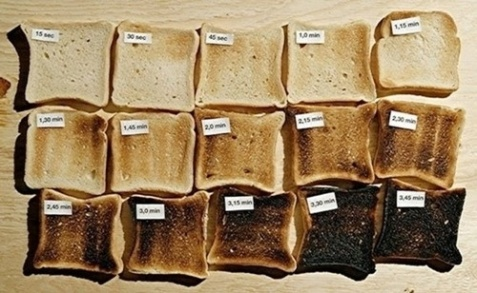 15 sec
30 sec
45 sec
1,0 min
1,15 min
1,30 min
1,45 min
2,0 min
2,15 min
2,30 min
2,45 min
3,0 min
3,15 min
3,30 min
3,45 min